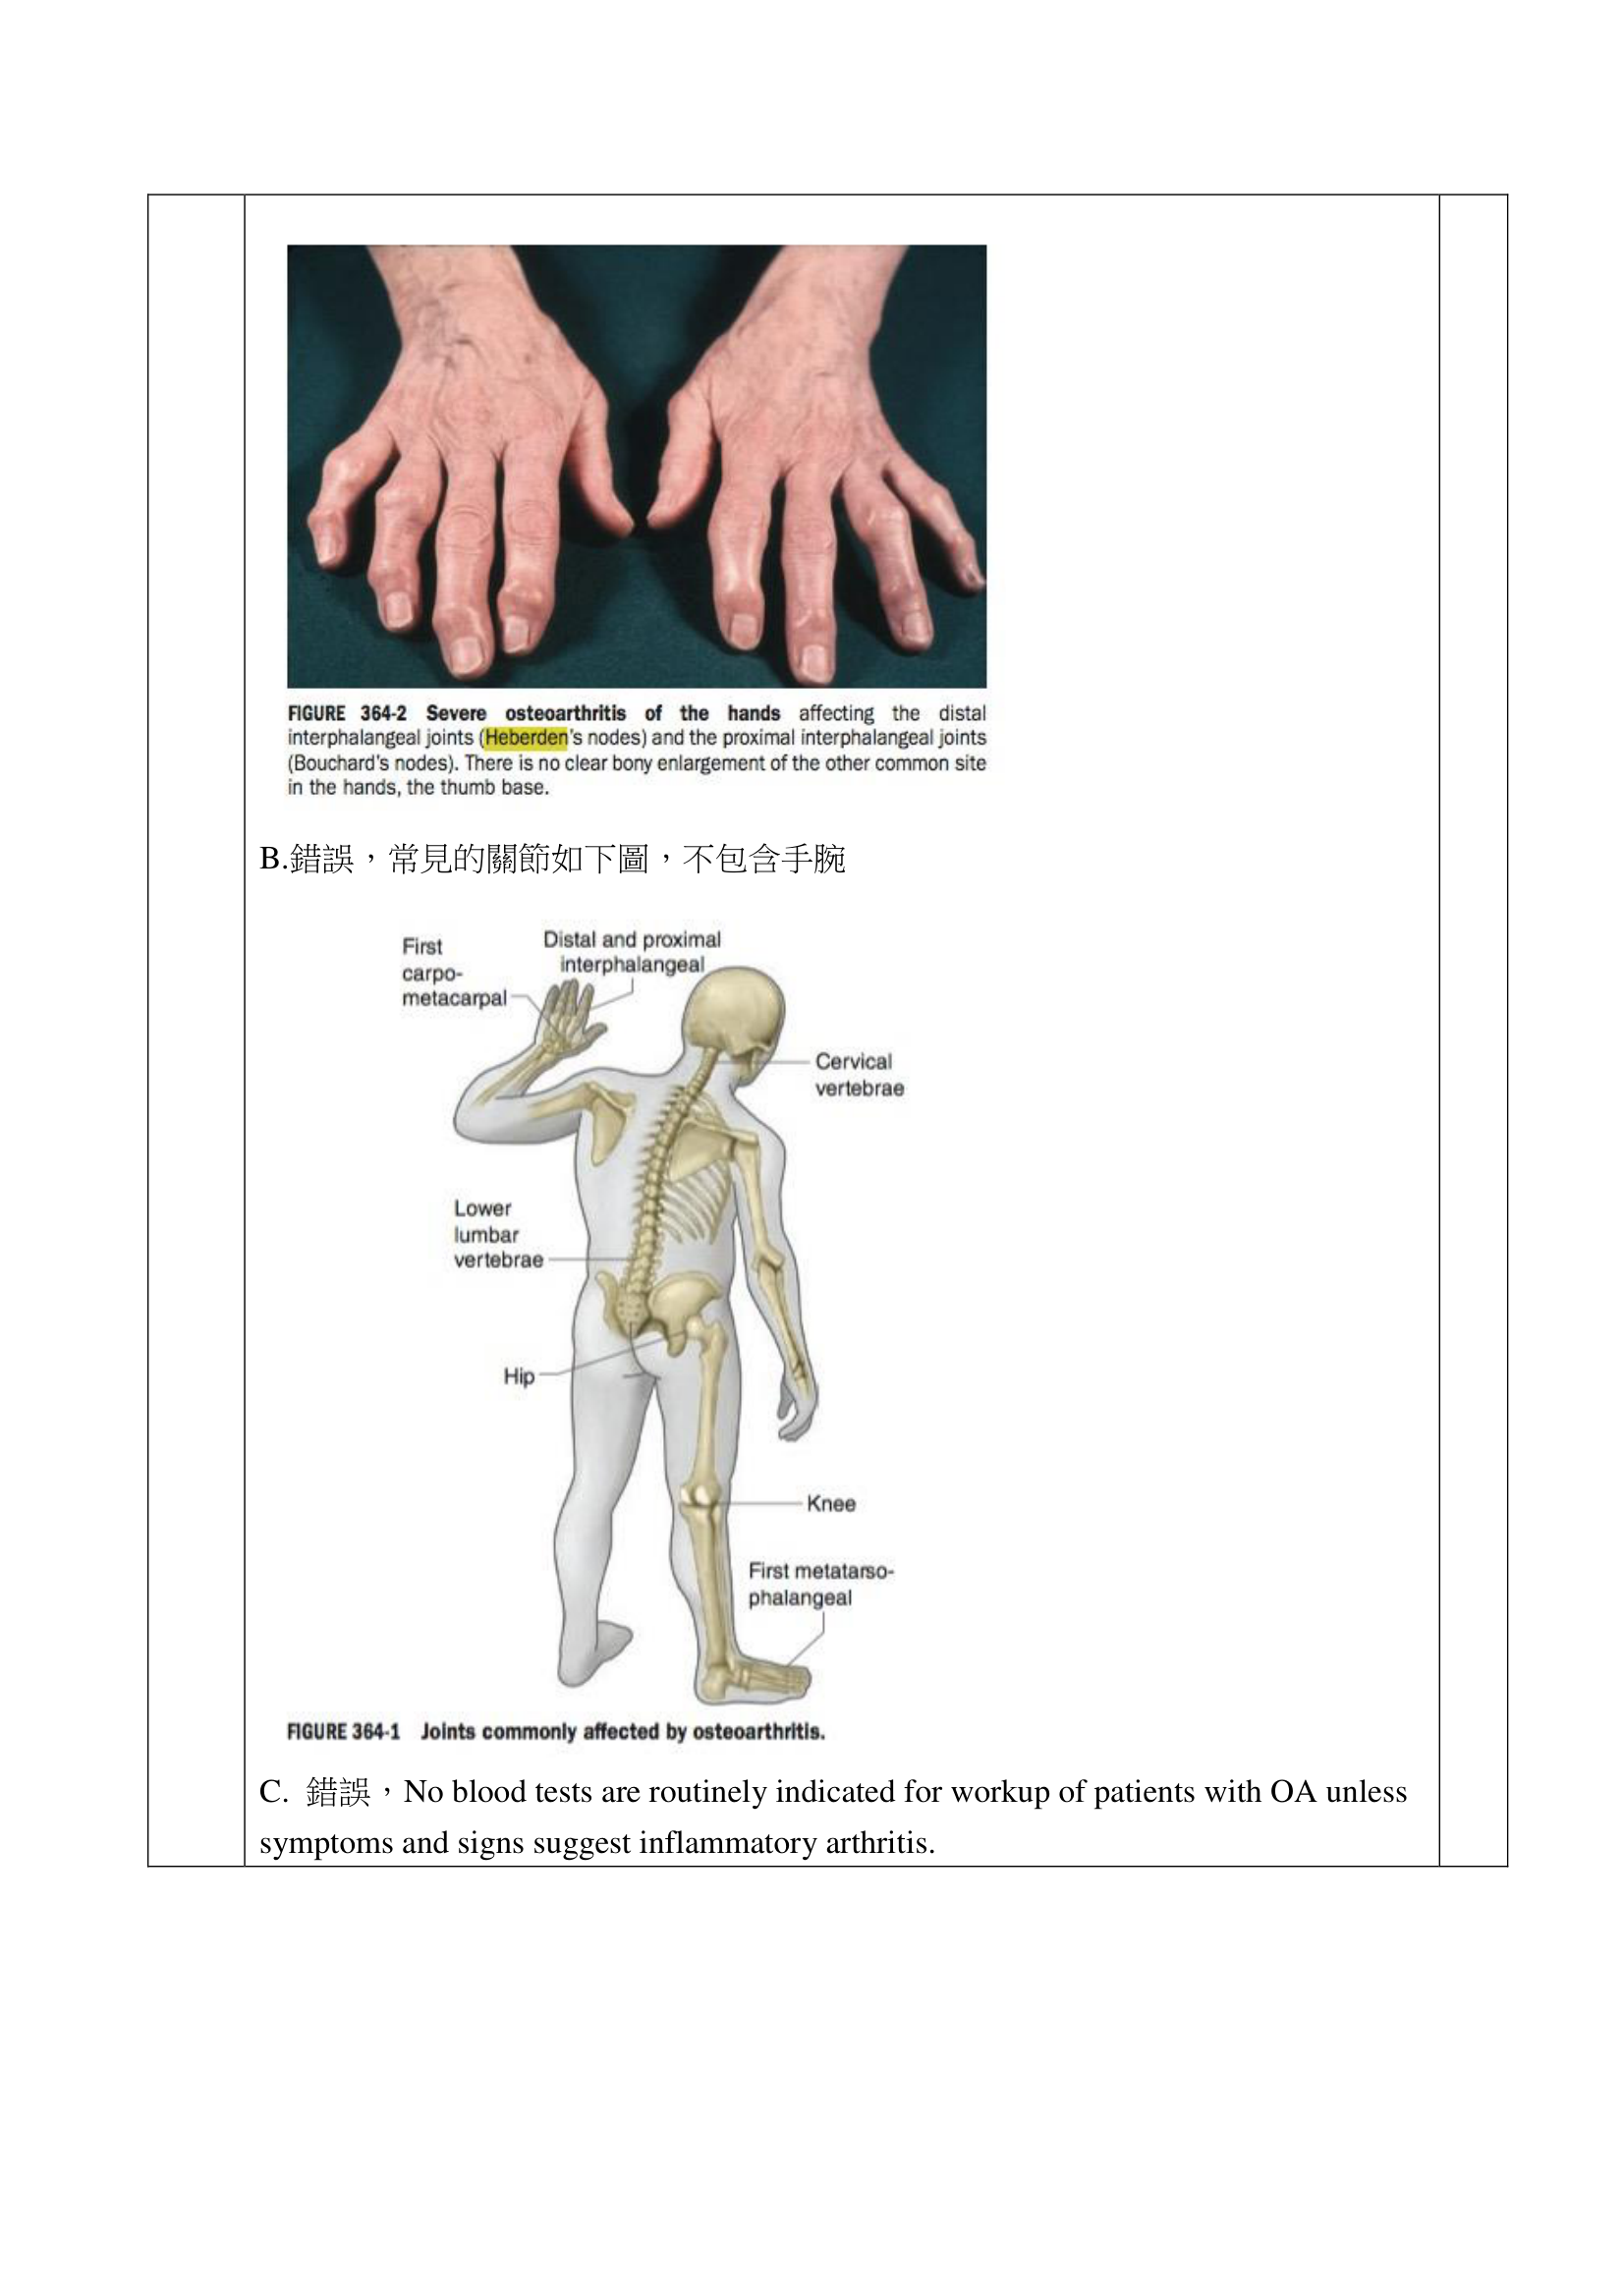 FIGURE 364-2 Severe osteoarthritis of the hands affecting the distal
interphalangeal joints (Heberden's nodes) and the proximal interphalangeal joints
(Bouchard's nodes). There is no clear bony enlargement of the other common site
in the hands, the thumb base.
B.錯誤，常見的關節如下圖，不包含手腕
First
carpo-
metacarpal
Distal and proximal
interphalangeal
Cervical
vertebrae
Lower
lumbar
vertebrae
Hip
Knee
First metatarso-
phalangeal
FIGURE 364-1 Joints commonly affected by osteoarthritis.
C. 錯誤，No blood tests are routinely indicated for workup of patients with OA unless
symptoms and signs suggest inflammatory arthritis.